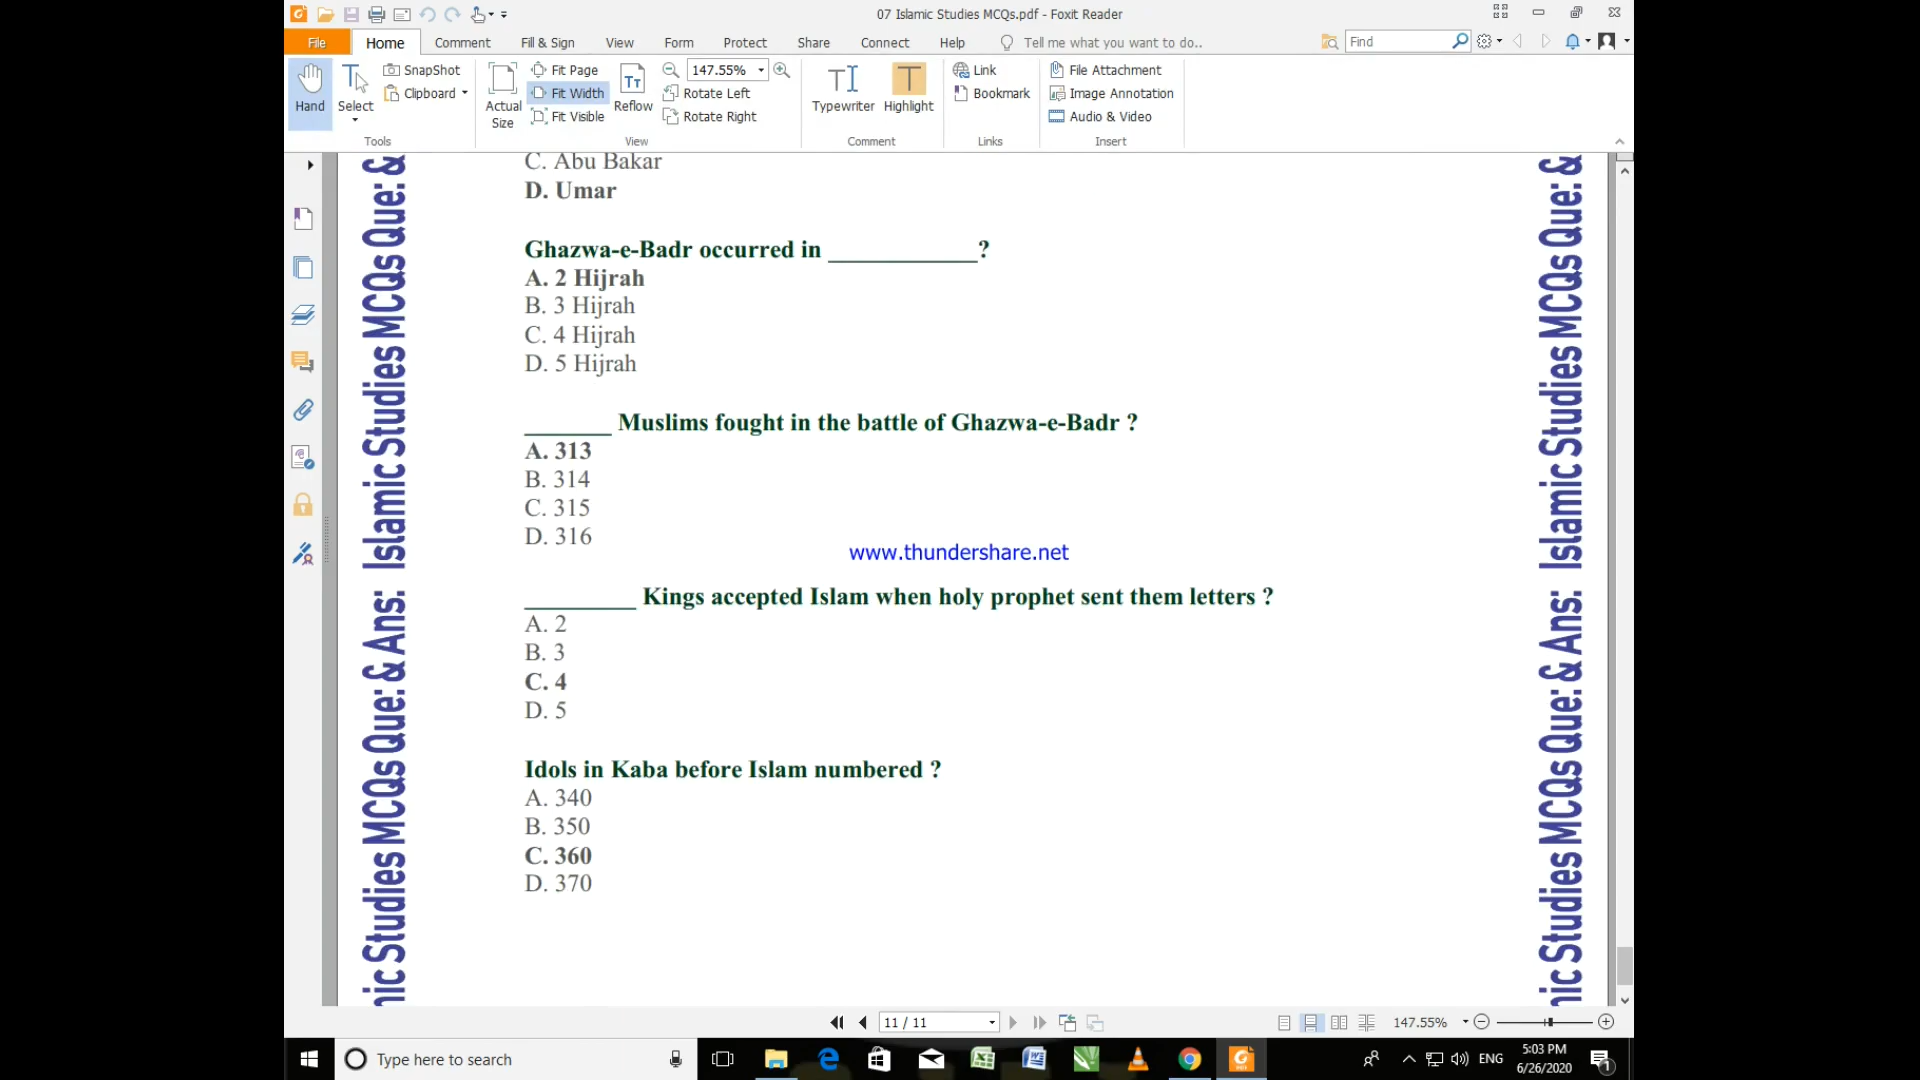 07 Islamic Studies MCQs.pdf - Foxit Reader
File Home Comment Fill & Sign View Form Protect Share Connect Help Tell me what you want to do.. Find
Hand
Select
SnapShot
Clipboard
Tools
Actual Size
Fit Page
Fit Width
Fit Visible
Reflow
147.55%
Rotate Left
Rotate Right
View
Typewriter
Highlight
Comment
Link
Bookmark
Links
File Attachment
Image Annotation
Audio & Video
Insert
C. Abu Bakar
D. Umar
Ghazwa-e-Badr occurred in ____________?
A. 2 Hijrah
B. 3 Hijrah
C. 4 Hijrah
D. 5 Hijrah
_______ Muslims fought in the battle of Ghazwa-e-Badr ?
A. 313
B. 314
C. 315
D. 316
www.thundershare.net
_________ Kings accepted Islam when holy prophet sent them letters ?
A. 2
B. 3
C. 4
D. 5
Idols in Kaba before Islam numbered ?
A. 340
B. 350
C. 360
D. 370
Islamic Studies MCQs Que: &
nic Studies MCQs Que: & Ans:
Islamic Studies MCQs Que: &
nic Studies MCQs Que: & Ans:
11 / 11
147.55%
Type here to search
ENG
5:03 PM
6/26/2020
1